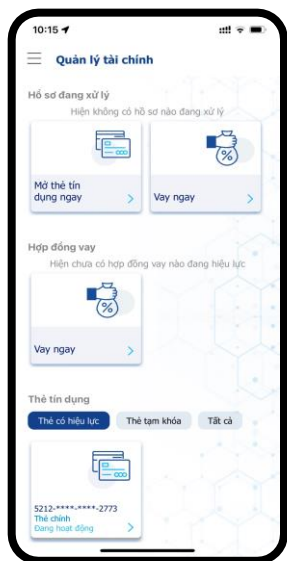 10:15
Quản lý tài chính
Hồ sơ đang xử lý
Hiện không có hồ sơ nào đang xử lý
Mở thẻ tín
dụng ngay
Vay ngay
Hợp đồng vay
Hiện chưa có hợp đồng vay nào đang hiệu lực
Vay ngay
Thẻ tín dụng
Thẻ có hiệu lực
Thẻ tạm khóa
Tất cả
5212-****-****-2773
Thẻ chính
Đang hoạt động